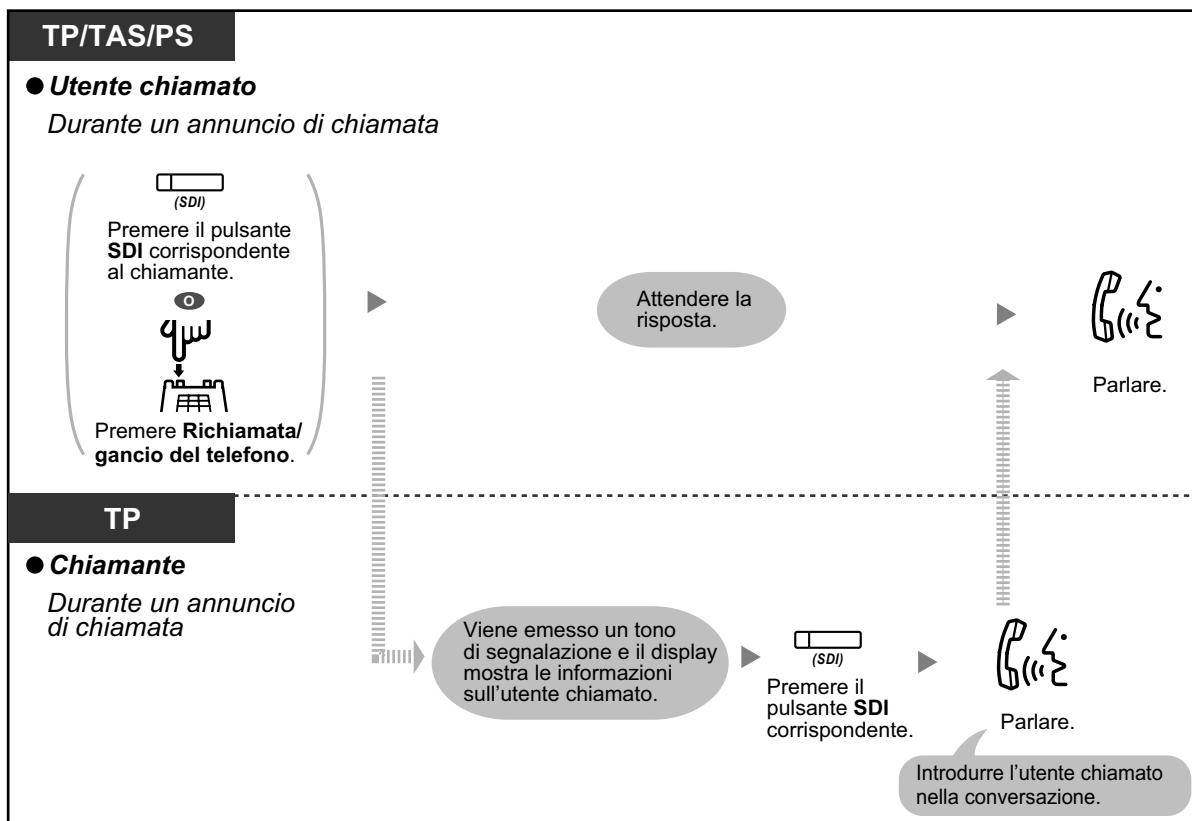 TP/TAS/PS
● Utente chiamato
Durante un annuncio di chiamata
(SDI)
Premere il pulsante
SDI corrispondente
al chiamante.
O
Premere Richiamata/
gancio del telefono.
Attendere la
risposta.
Parlare.
TP
● Chiamante
Durante un annuncio
di chiamata
Viene emesso un tono
di segnalazione e il display
mostra le informazioni
sull’utente chiamato.
(SDI)
Premere il
pulsante SDI
corrispondente.
Parlare.
Introdurre l’utente chiamato
nella conversazione.